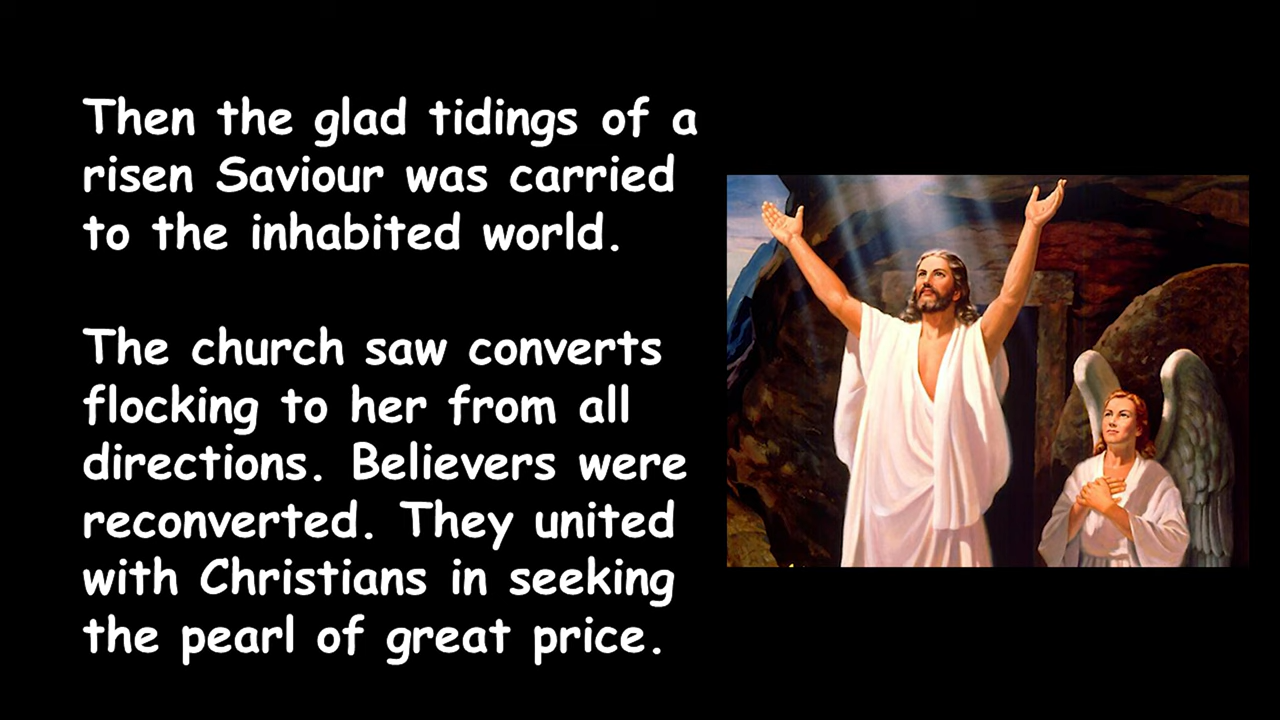 Then the glad tidings of a
risen Saviour was carried
to the inhabited world.
The church saw converts
flocking to her from all
directions. Believers were
reconverted. They united
with Christians in seeking
the pearl of great price.